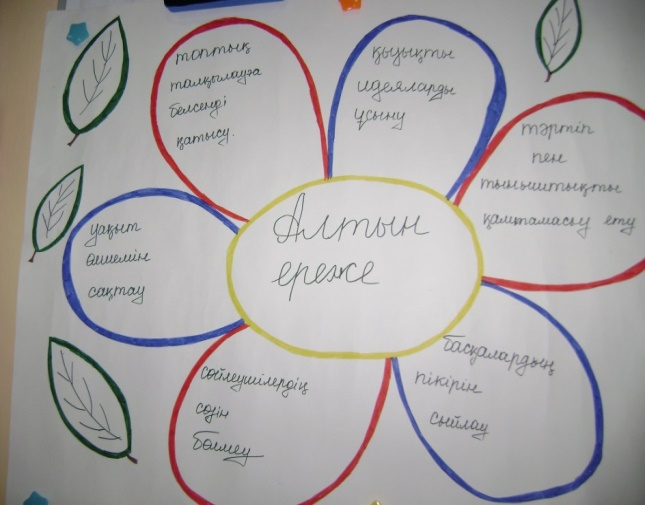 Алтын
ереже
топтық
талқылауға
белсенді
қатысу.
қызықты
идеяларды
ұсыну
тәртіп
пен
тыныштықты
қамтамасыз ету
басқалардың
пікірін
сыйлау
сөйлеушілердің
сөзін
бөлмеу
уақыт
өлшемін
сақтау